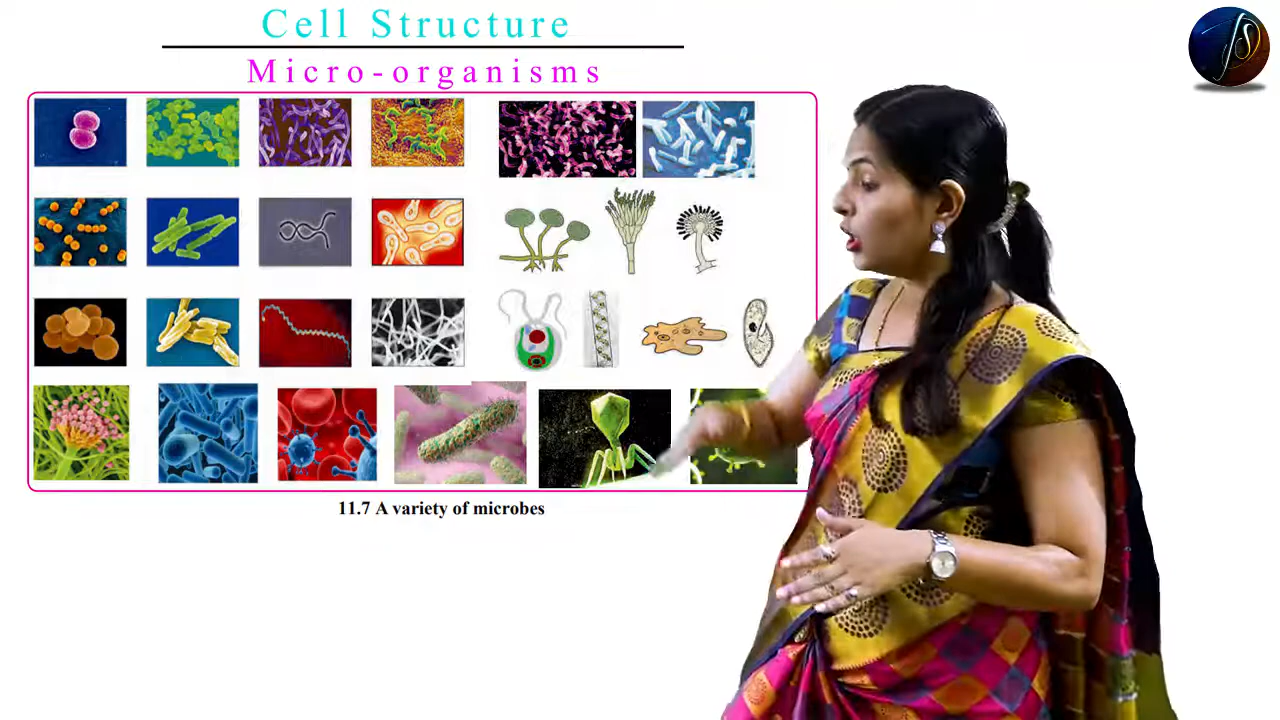 Cell Structure
Micro-organisms
11.7 A variety of microbes